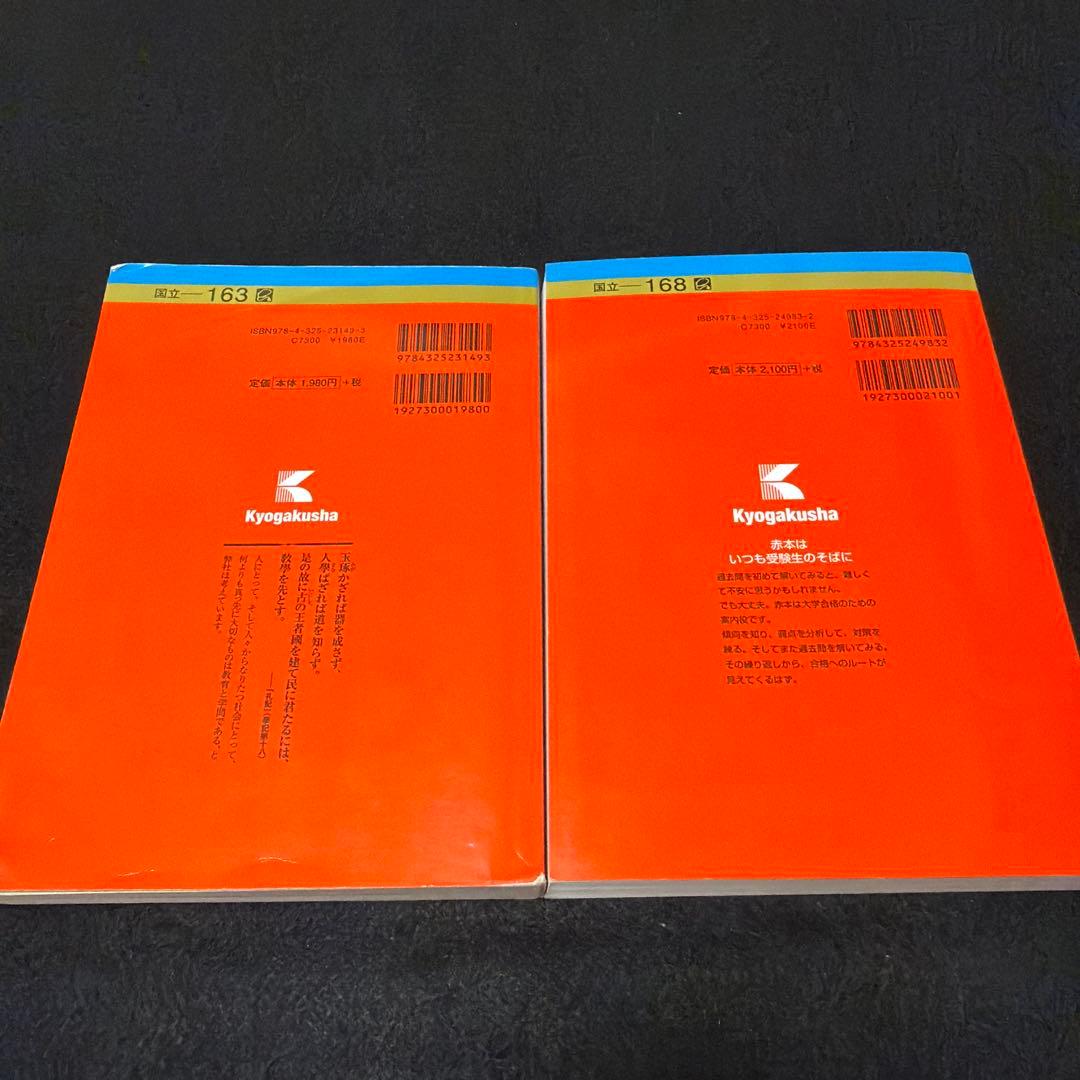 国立―163
ISBN978-4-325-23149-3
C7300 ¥1980E
9784325231493
定価 本体 1,980円 +税
1927300019800
Kyogakusha
玉琢かざれば器を成さず、
人學ばざれば道を知らず。
是の故に古の王者國を建て民に君たるには、
敎學を先とす。
―『礼記』(學記第十八)
人にとって、そして人々からなりたつ社会にとって、
何よりも真っ先に大切なものは教育と学問である、と
弊社は考えています。
国立―168
ISBN978-4-325-24983-2
C7300 ¥2100E
9784325249832
定価 本体 2,100円 +税
1927300021001
Kyogakusha
赤本は
いつも受験生のそばに
過去問を初めて解いてみると、難しく
て不安に思うかもしれません。
でも大丈夫。赤本は大学合格のための
案内役です。
傾向を知り、弱点を分析して、対策を
練る。そしてまた過去問を解いてみる。
その繰り返しから、合格へのルートが
見えてくるはず。